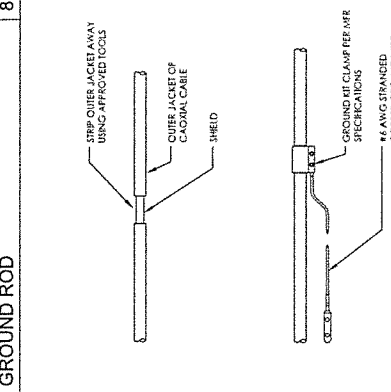 GROUND ROD
8
STRIP OUTER JACKET AWAY
USING APPROVED TOOLS
OUTER JACKET OF
CAOXIAL CABLE
SHIELD
GROUND KIT CLAMP PER MFR
SPECIFICATIONS
#6 AWG STRANDED